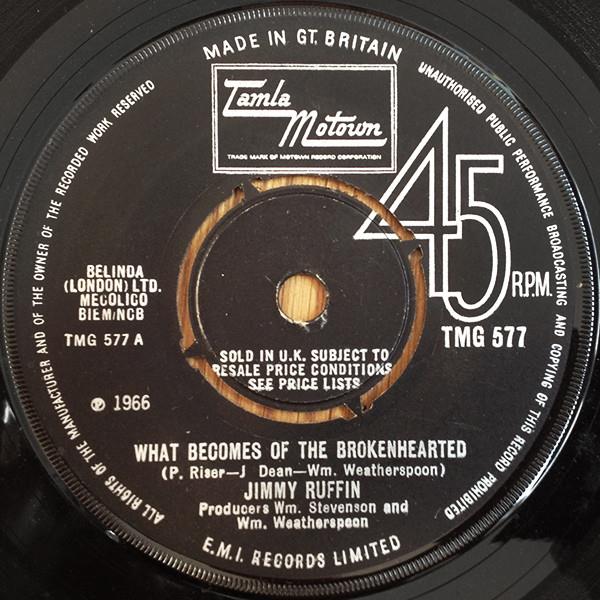 MADE IN GT. BRITAIN
UNAUTHORISED PUBLIC PERFORMANCE BROADCASTING AND COPYING OF THIS RECORD PROHIBITED
ALL RIGHTS OF THE MANUFACTURER AND OF THE OWNER OF THE RECORDED WORK RESERVED
Tamla
Motown
TRADE MARK OF MOTOWN RECORD CORPORATION
45
R.P.M.
BELINDA
(LONDON) LTD.
MECOLICO
BIEM/NCB
TMG 577 A
TMG 577
SOLD IN U.K. SUBJECT TO
RESALE PRICE CONDITIONS
SEE PRICE LISTS
℗ 1966
WHAT BECOMES OF THE BROKENHEARTED
(P. Riser—J Dean—Wm. Weatherspoon)
JIMMY RUFFIN
Producers Wm. Stevenson and
Wm. Weatherspoon
E.M.I. RECORDS LIMITED